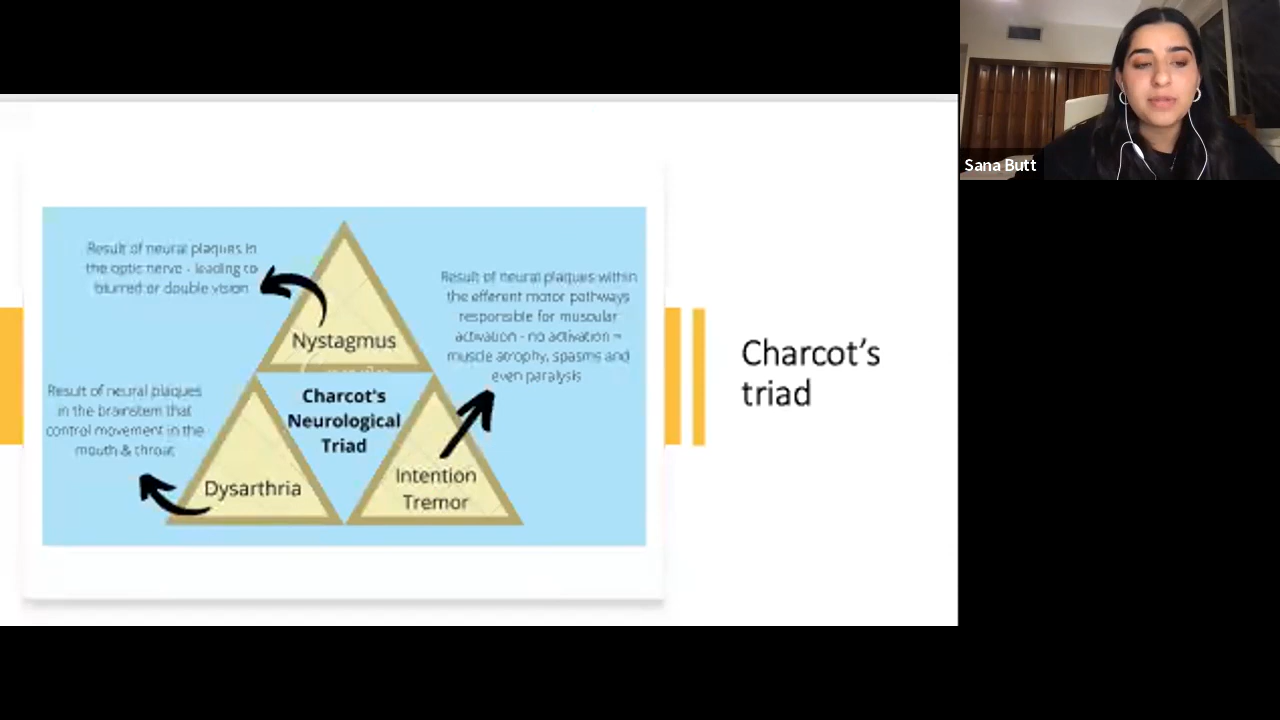 Sana Butt
Result of neural plaques in
the optic nerve - leading to
blurred or double vision
Nystagmus
Result of neural plaques within
the efferent motor pathways
responsible for muscular
activation - no activation =
muscle atrophy, spasms and
even paralysis
Charcot's
Neurological
Triad
Result of neural plaques
in the brainstem that
control movement in the
mouth & throat
Dysarthria
Intention
Tremor
Charcot's
triad